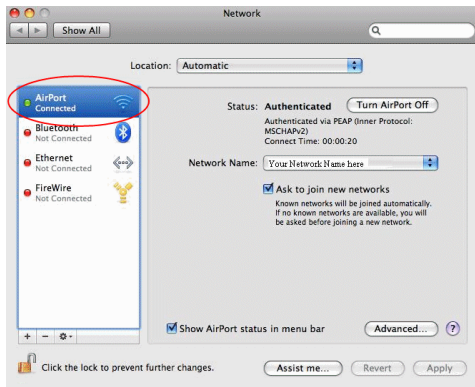 Network
Show All
Location: Automatic
AirPort
Connected
Bluetooth
Not Connected
Ethernet
Not Connected
FireWire
Not Connected
Status: Authenticated Turn AirPort Off
Authenticated via PEAP (Inner Protocol:
MSCHAPv2)
Connect Time: 00:00:20
Network Name: Your Network Name here
Ask to join new networks
Known networks will be joined automatically.
If no known networks are available, you will
be asked before joining a new network.
Show AirPort status in menu bar Advanced... ?
+ −
Click the lock to prevent further changes. Assist me... Revert Apply